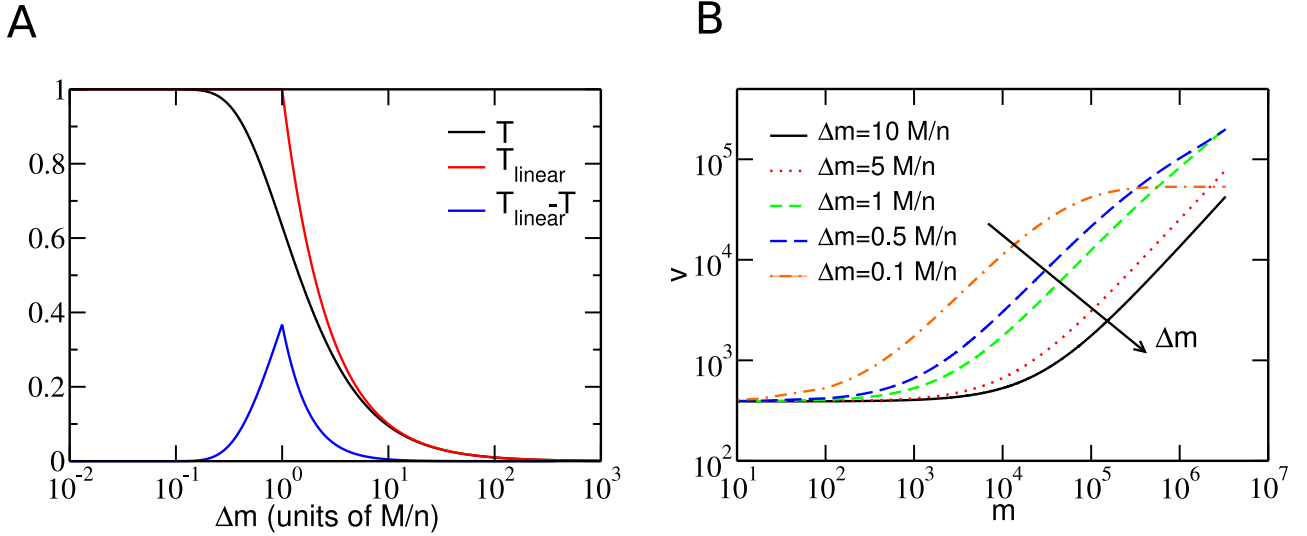 A
1
0.8
0.6
0.4
0.2
0
10^-2
10^-1
10^0
10^1
10^2
10^3
Δm (units of M/n)
T
T_linear
T_linear-T
B
Δm=10 M/n
Δm=5 M/n
Δm=1 M/n
Δm=0.5 M/n
Δm=0.1 M/n
Δm
v
10^5
10^4
10^3
10^2
10^1
10^2
10^3
10^4
10^5
10^6
10^7
m